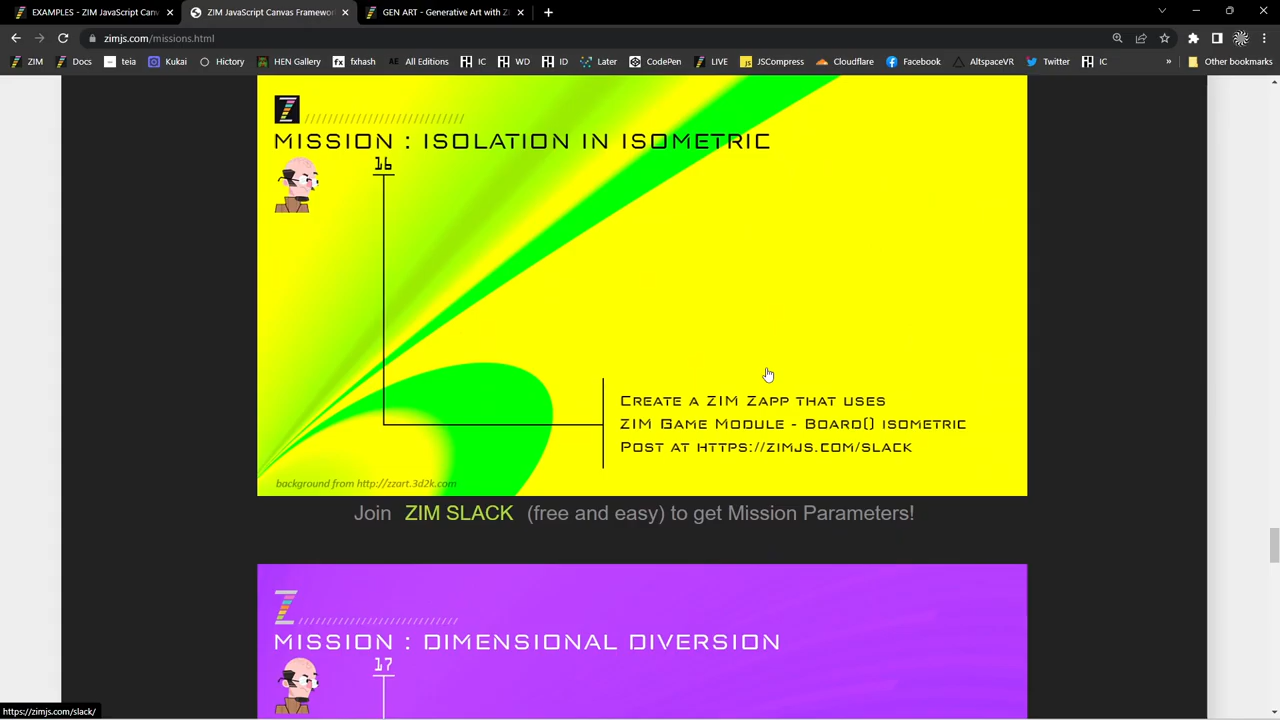 EXAMPLES - ZIM JavaScript Canv
ZIM JavaScript Canvas Framewor
GEN ART - Generative Art with Z
zimjs.com/missions.html
ZIM
Docs
teia
Kukai
Hictory
HEN Gallery
fxhash
All Editions
IC
WD
ID
Later
CodePen
LIVE
JSCompress
Cloudflare
Facebook
AltspaceVR
Twitter
IC
»
Other bookmarks
MISSION : ISOLATION IN ISOMETRIC
16
CREATE A ZIM ZAPP THAT USES
ZIM GAME MODULE - BOARD() ISOMETRIC
POST AT HTTPS://ZIMJS.COM/SLACK
background from http://zzart.3d2k.com
Join ZIM SLACK (free and easy) to get Mission Parameters!
MISSION : DIMENSIONAL DIVERSION
17
https://zimjs.com/slack/